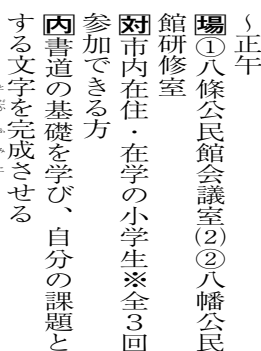 ～正午
場①八條公民館会議室(2)②八幡公民
館研修室
対市内在住・在学の小学生※全３回
参加できる方
内書道の基礎を学び、自分の課題と
する文字を完成させる